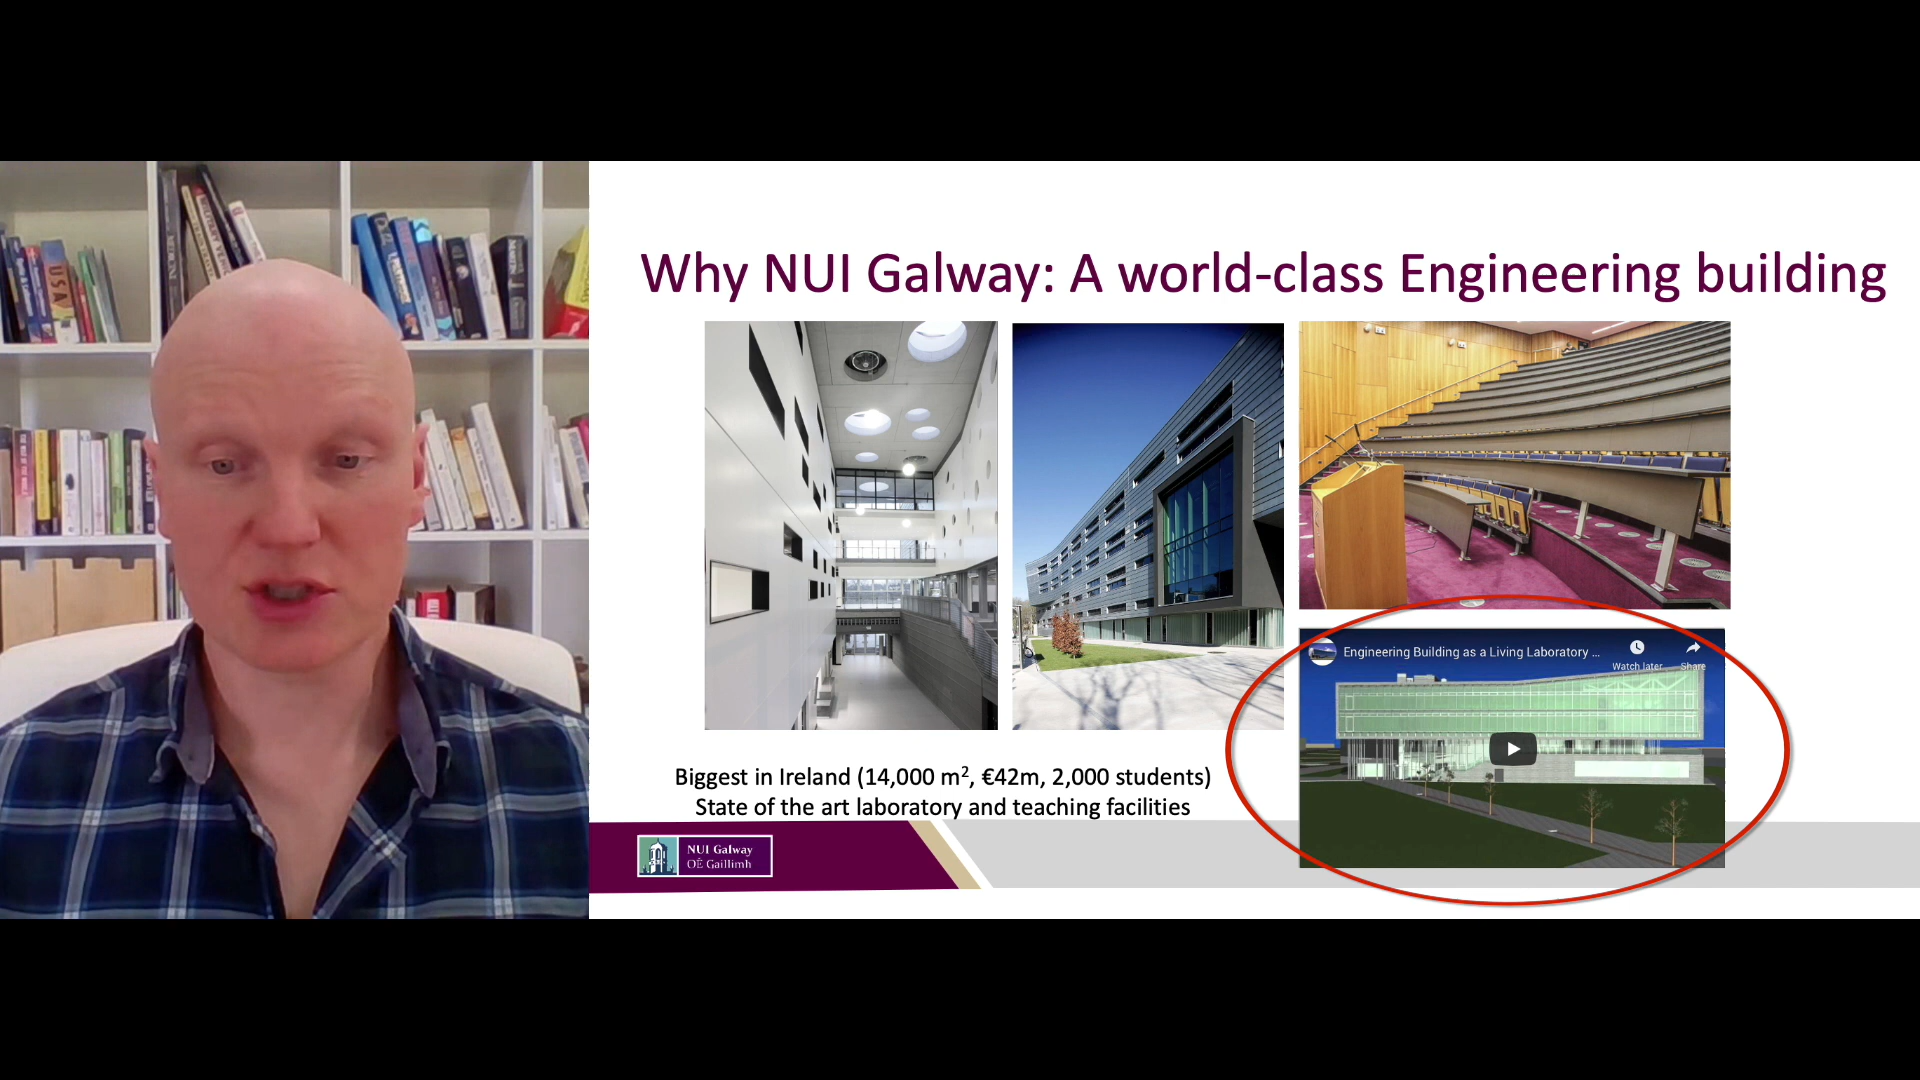 Why NUI Galway: A world-class Engineering building
Engineering Building as a Living Laboratory ...
Watch later
Share
Biggest in Ireland (14,000 m², €42m, 2,000 students)
State of the art laboratory and teaching facilities
NUI Galway
OÉ Gaillimh
USA